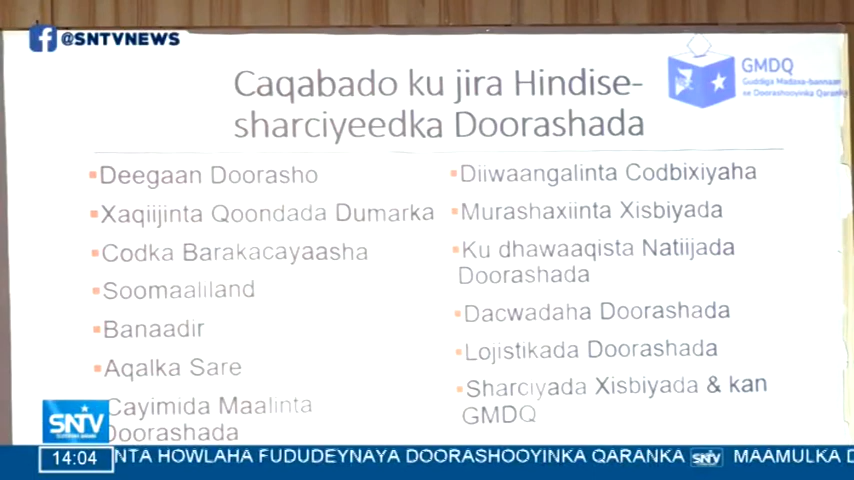 @SNTVNEWS
GMDQ
Guddiga Madaxa-bannaan
ee Doorashooyinka Qaranka
Caqabado ku jira Hindise-
sharciyeedka Doorashada
Deegaan Doorasho
Xaqiijinta Qoondada Dumarka
Codka Barakacayaasha
Soomaaliland
Banaadir
Aqalka Sare
Cayimida Maalinta
Doorashada
Diiwaangalinta Codbixiyaha
Murashaxiinta Xisbiyada
Ku dhawaaqista Natiijada
Doorashada
Dacwadaha Doorashada
Lojistikada Doorashada
Sharciyada Xisbiyada & kan
GMDQ
SNTV
14:04 NTA HOWLAHA FUDUDEYNAYA DOORASHOOYINKA QARANKA SNTV MAAMULKA D